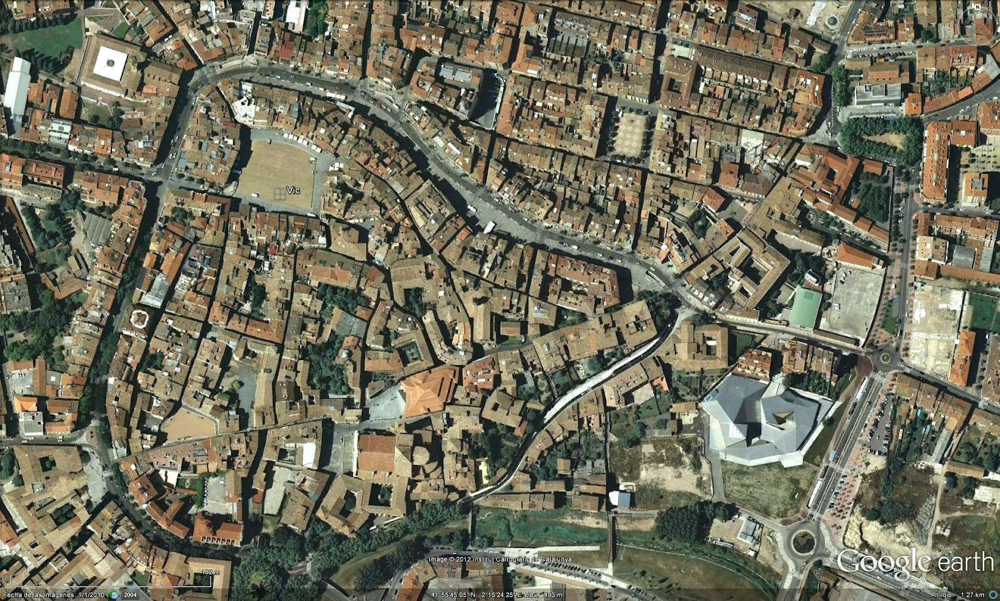 N
Vic
182 m
Image © 2012 Institut Cartogràfic de Catalunya
Google earth
Fecha de las imágenes: 1/1/2010
2004
41°55'45.95" N 2°15'24.25" E elev. 493 m
Alt. ojo 1.27 km